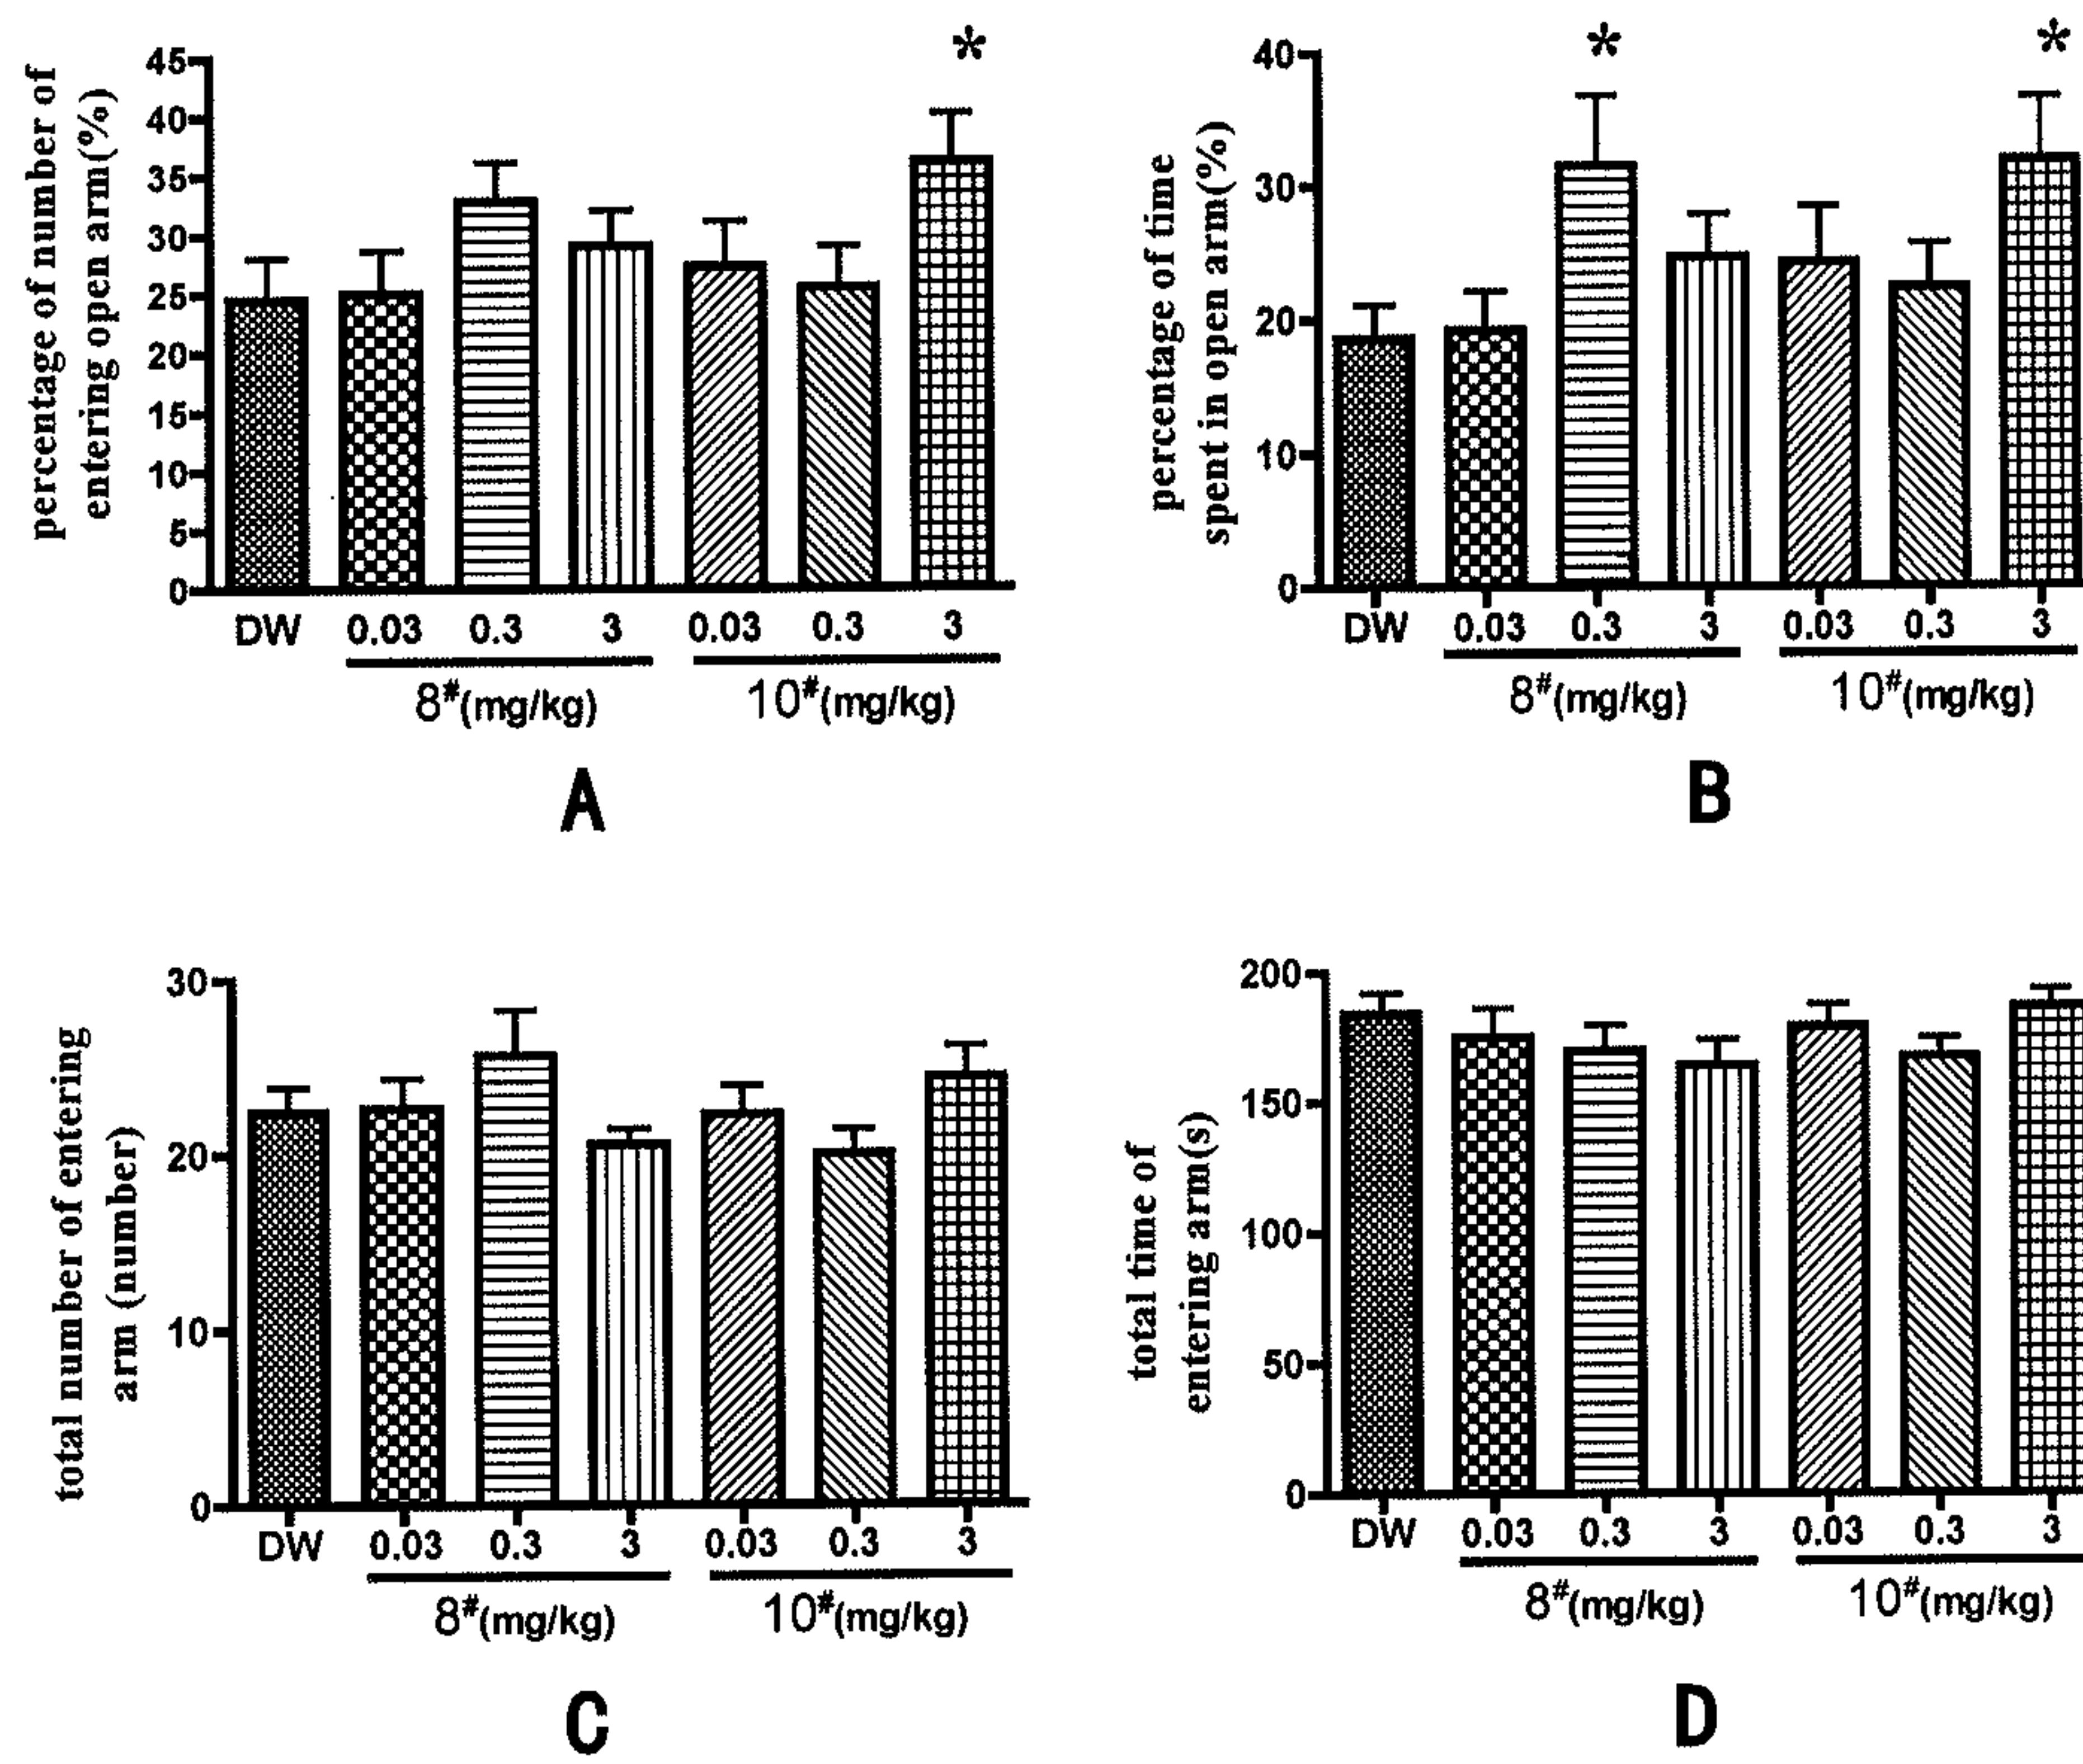 percentage of number of
entering open arm(%)
45
40
35
30
25
20
15
10
5
0
*
DW 0.03 0.3 3 0.03 0.3 3
8#(mg/kg) 10#(mg/kg)
A
percentage of time
spent in open arm(%)
40
30
20
10
0
* *
DW 0.03 0.3 3 0.03 0.3 3
8#(mg/kg) 10#(mg/kg)
B
total number of entering
arm (number)
30
20
10
0
DW 0.03 0.3 3 0.03 0.3 3
8#(mg/kg) 10#(mg/kg)
C
total time of
entering arm(s)
200
150
100
50
0
DW 0.03 0.3 3 0.03 0.3 3
8#(mg/kg) 10#(mg/kg)
D